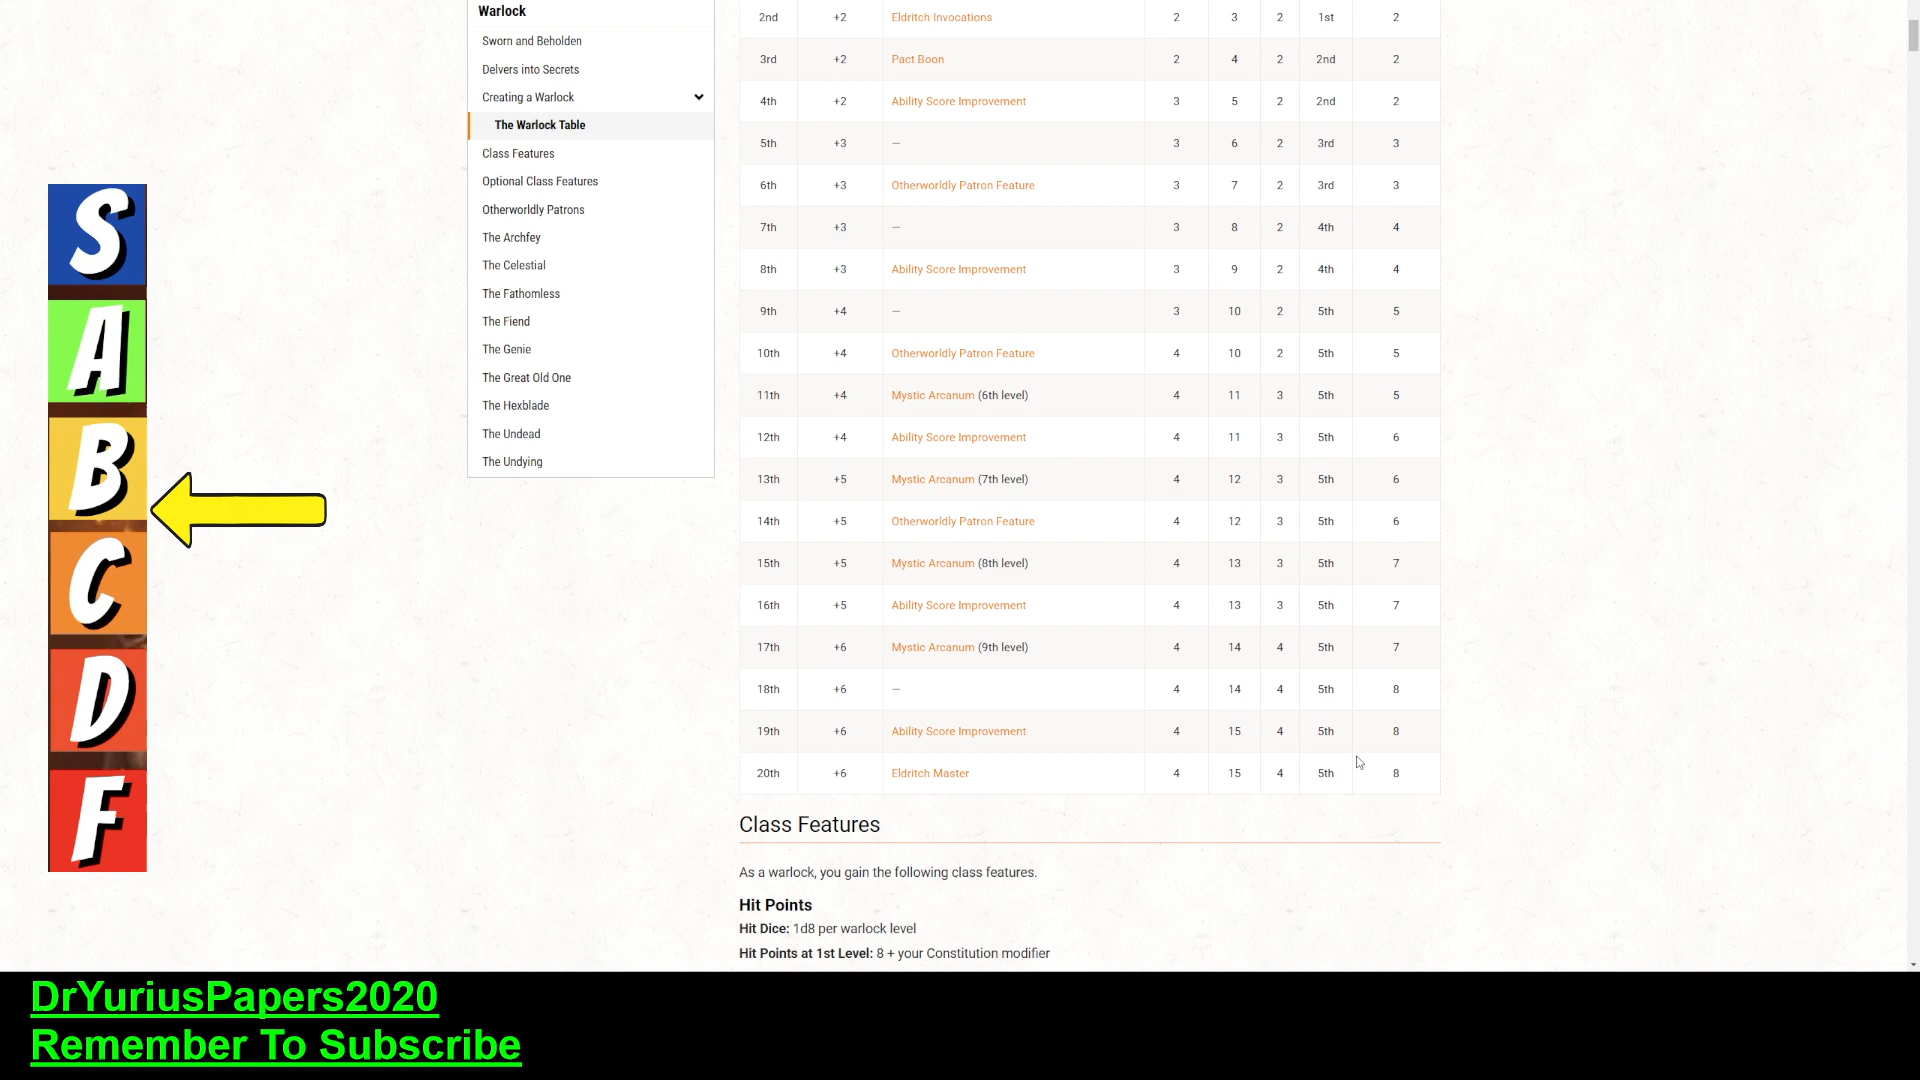 S
A
B
C
D
F
Warlock
Sworn and Beholden
Delvers into Secrets
Creating a Warlock
The Warlock Table
Class Features
Optional Class Features
Otherworldly Patrons
The Archfey
The Celestial
The Fathomless
The Fiend
The Genie
The Great Old One
The Hexblade
The Undead
The Undying
2nd +2 Eldritch Invocations 2 3 2 1st 2
3rd +2 Pact Boon 2 4 2 2nd 2
4th +2 Ability Score Improvement 3 5 2 2nd 2
5th +3 — 3 6 2 3rd 3
6th +3 Otherworldly Patron Feature 3 7 2 3rd 3
7th +3 — 3 8 2 4th 4
8th +3 Ability Score Improvement 3 9 2 4th 4
9th +4 — 3 10 2 5th 5
10th +4 Otherworldly Patron Feature 4 10 2 5th 5
11th +4 Mystic Arcanum (6th level) 4 11 3 5th 5
12th +4 Ability Score Improvement 4 11 3 5th 6
13th +5 Mystic Arcanum (7th level) 4 12 3 5th 6
14th +5 Otherworldly Patron Feature 4 12 3 5th 6
15th +5 Mystic Arcanum (8th level) 4 13 3 5th 7
16th +5 Ability Score Improvement 4 13 3 5th 7
17th +6 Mystic Arcanum (9th level) 4 14 4 5th 7
18th +6 — 4 14 4 5th 8
19th +6 Ability Score Improvement 4 15 4 5th 8
20th +6 Eldritch Master 4 15 4 5th 8
Class Features
As a warlock, you gain the following class features.
Hit Points
Hit Dice: 1d8 per warlock level
Hit Points at 1st Level: 8 + your Constitution modifier
DrYuriusPapers2020
Remember To Subscribe